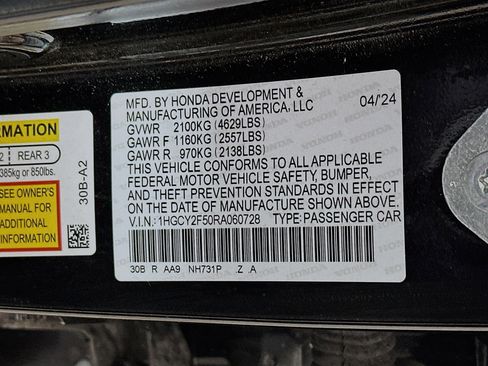 ORMATION
2 REAR 3
385kg or 850lbs.
SEE OWNER'S
MANUAL FOR
ADDITIONAL
INFORMATION
30B-A2
MFD. BY HONDA DEVELOPMENT &
MANUFACTURING OF AMERICA, LLC 04/24
GVWR 2100KG (4629LBS)
GAWR F 1160KG (2557LBS)
GAWR R 970KG (2138LBS)
THIS VEHICLE CONFORMS TO ALL APPLICABLE
FEDERAL MOTOR VEHICLE SAFETY, BUMPER,
AND THEFT PREVENTION STANDARDS IN EFFECT
ON THE DATE OF MANUFACTURE SHOWN ABOVE.
V.I.N.: 1HGCY2F50RA060728 TYPE: PASSENGER CAR
30B R AA9 NH731P .Z .A